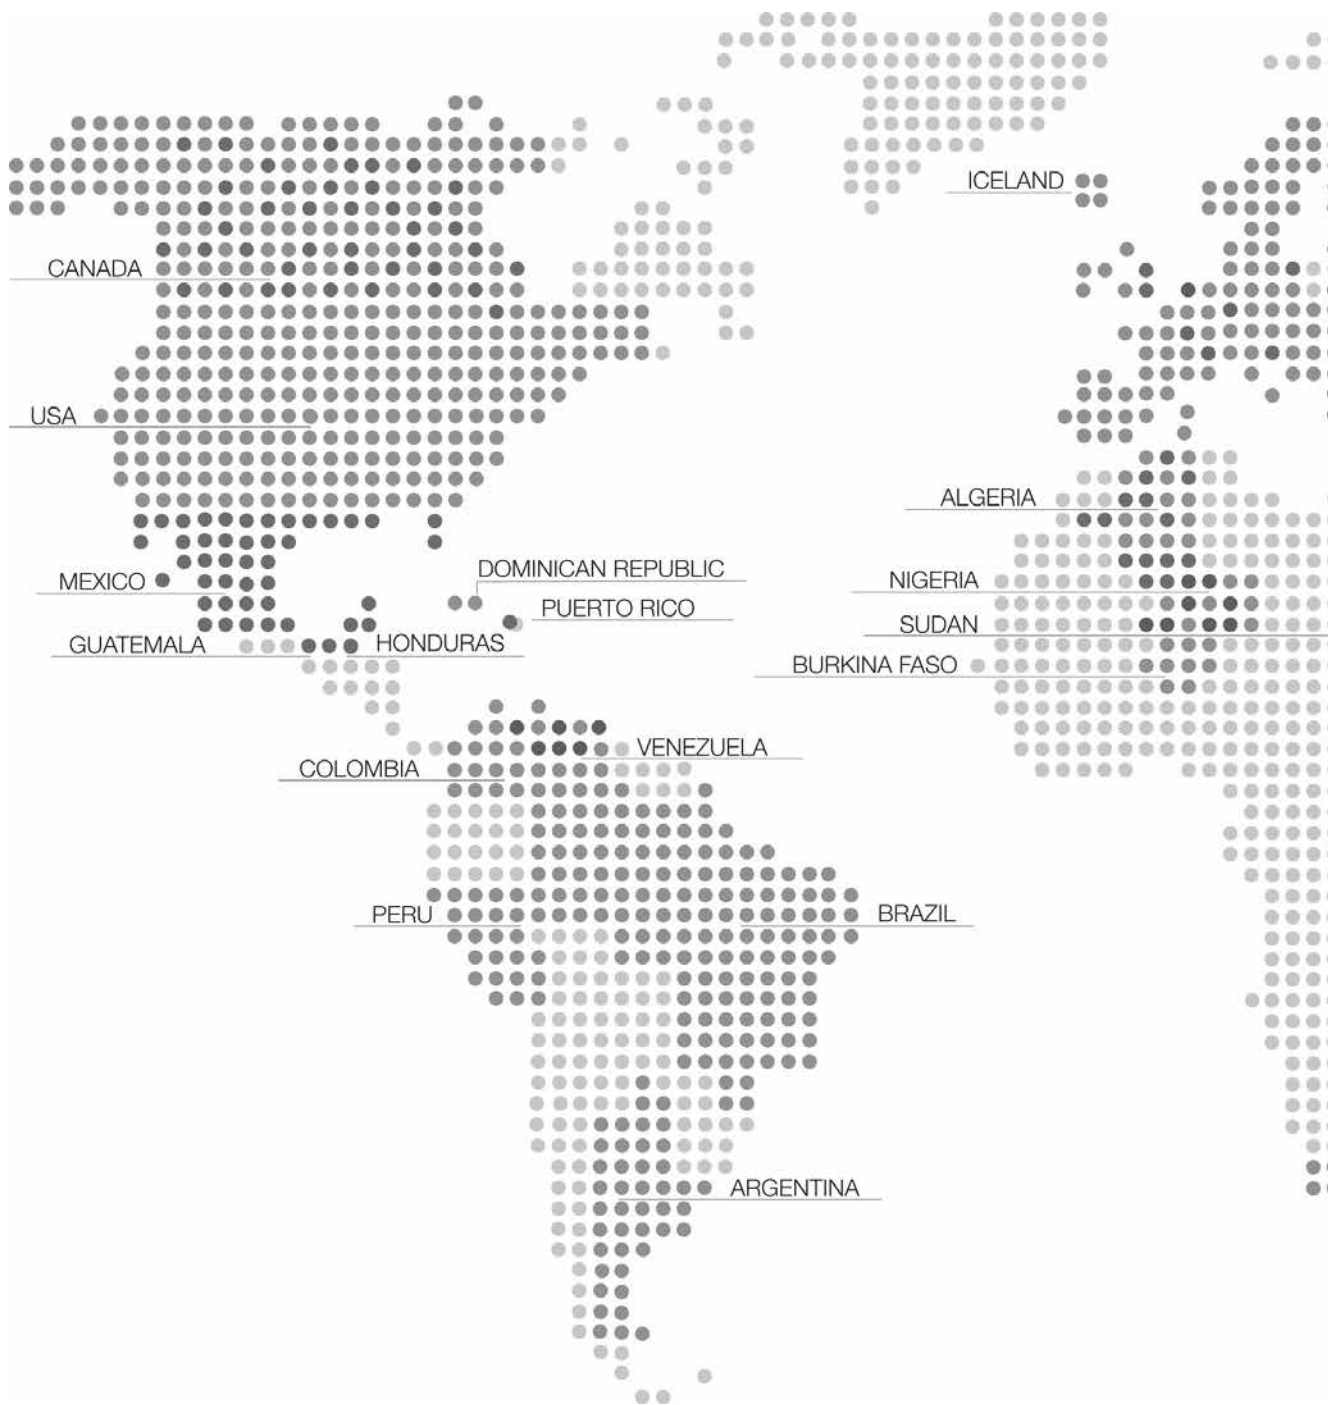 ICELAND
CANADA
USA
ALGERIA
DOMINICAN REPUBLIC
MEXICO
NIGERIA
PUERTO RICO
SUDAN
GUATEMALA
HONDURAS
BURKINA FASO
VENEZUELA
COLOMBIA
PERU
BRAZIL
ARGENTINA